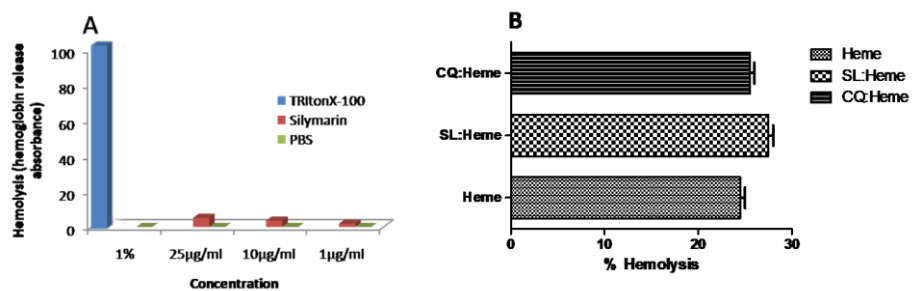 A
Hemolysis (hemoglobin release
absorbance)
100
80
60
40
20
0
1%
25µg/ml
10µg/ml
1µg/ml
Concentration
TRItonX-100
Silymarin
PBS
B
CQ:Heme
SL:Heme
Heme
0
10
20
30
% Hemolysis
Heme
SL:Heme
CQ:Heme